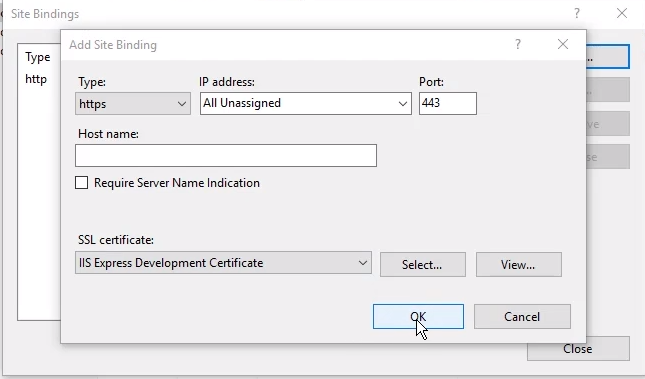 Site Bindings
Type
http
Add Site Binding
Type: IP address: Port:
https All Unassigned 443
Host name:
Require Server Name Indication
SSL certificate:
IIS Express Development Certificate Select... View...
OK Cancel
Close